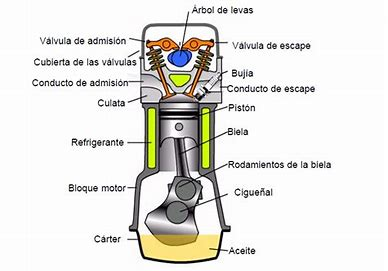 Árbol de levas
Válvula de admisión
Válvula de escape
Cubierta de las válvulas
Bujía
Conducto de admisión
Conducto de escape
Culata
Pistón
Biela
Refrigerante
Rodamientos de la biela
Bloque motor
Cigueñal
Cárter
Aceite